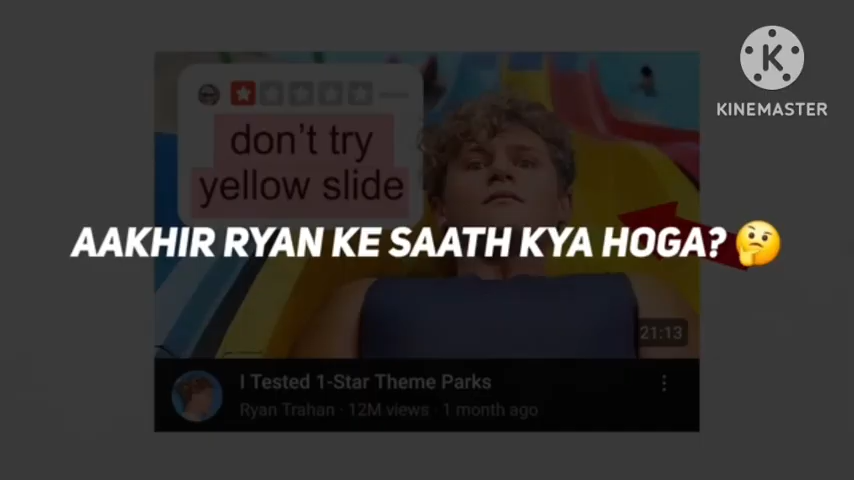 KINEMASTER
don't try
yellow slide
AAKHIR RYAN KE SAATH KYA HOGA? 🤔
21:13
I Tested 1-Star Theme Parks
Ryan Trahan · 12M views · 1 month ago